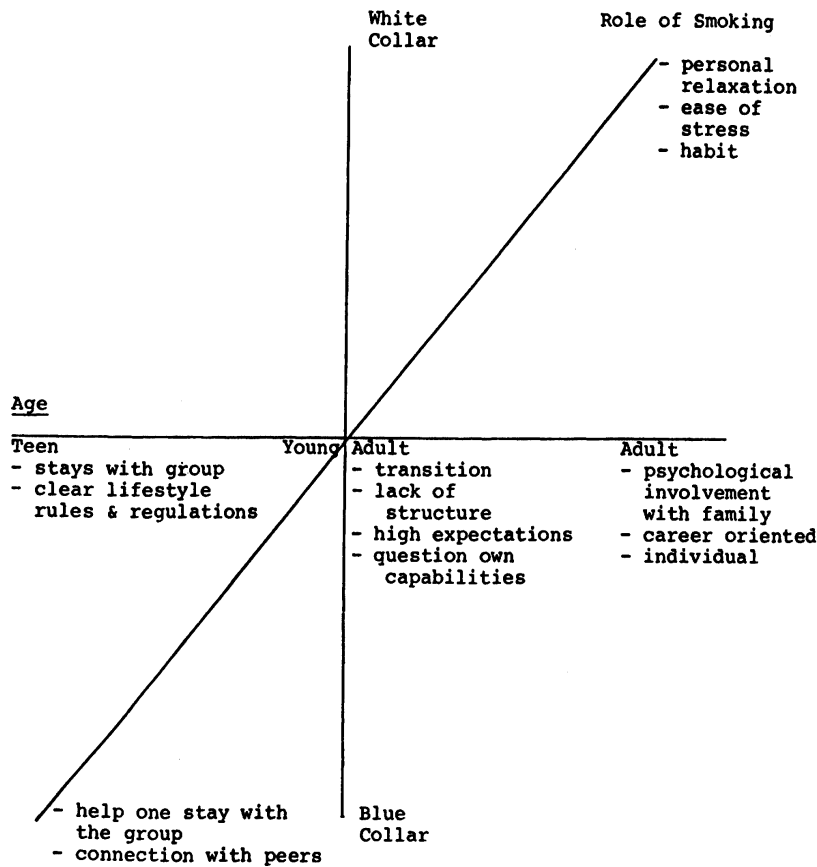 White
Collar
Role of Smoking
- personal
relaxation
- ease of
stress
- habit
Age
Teen
- stays with group
- clear lifestyle
rules & regulations
Young Adult
- transition
- lack of
structure
- high expectations
- question own
capabilities
Adult
- psychological
involvement
with family
- career oriented
- individual
- help one stay with
the group
- connection with peers
Blue
Collar